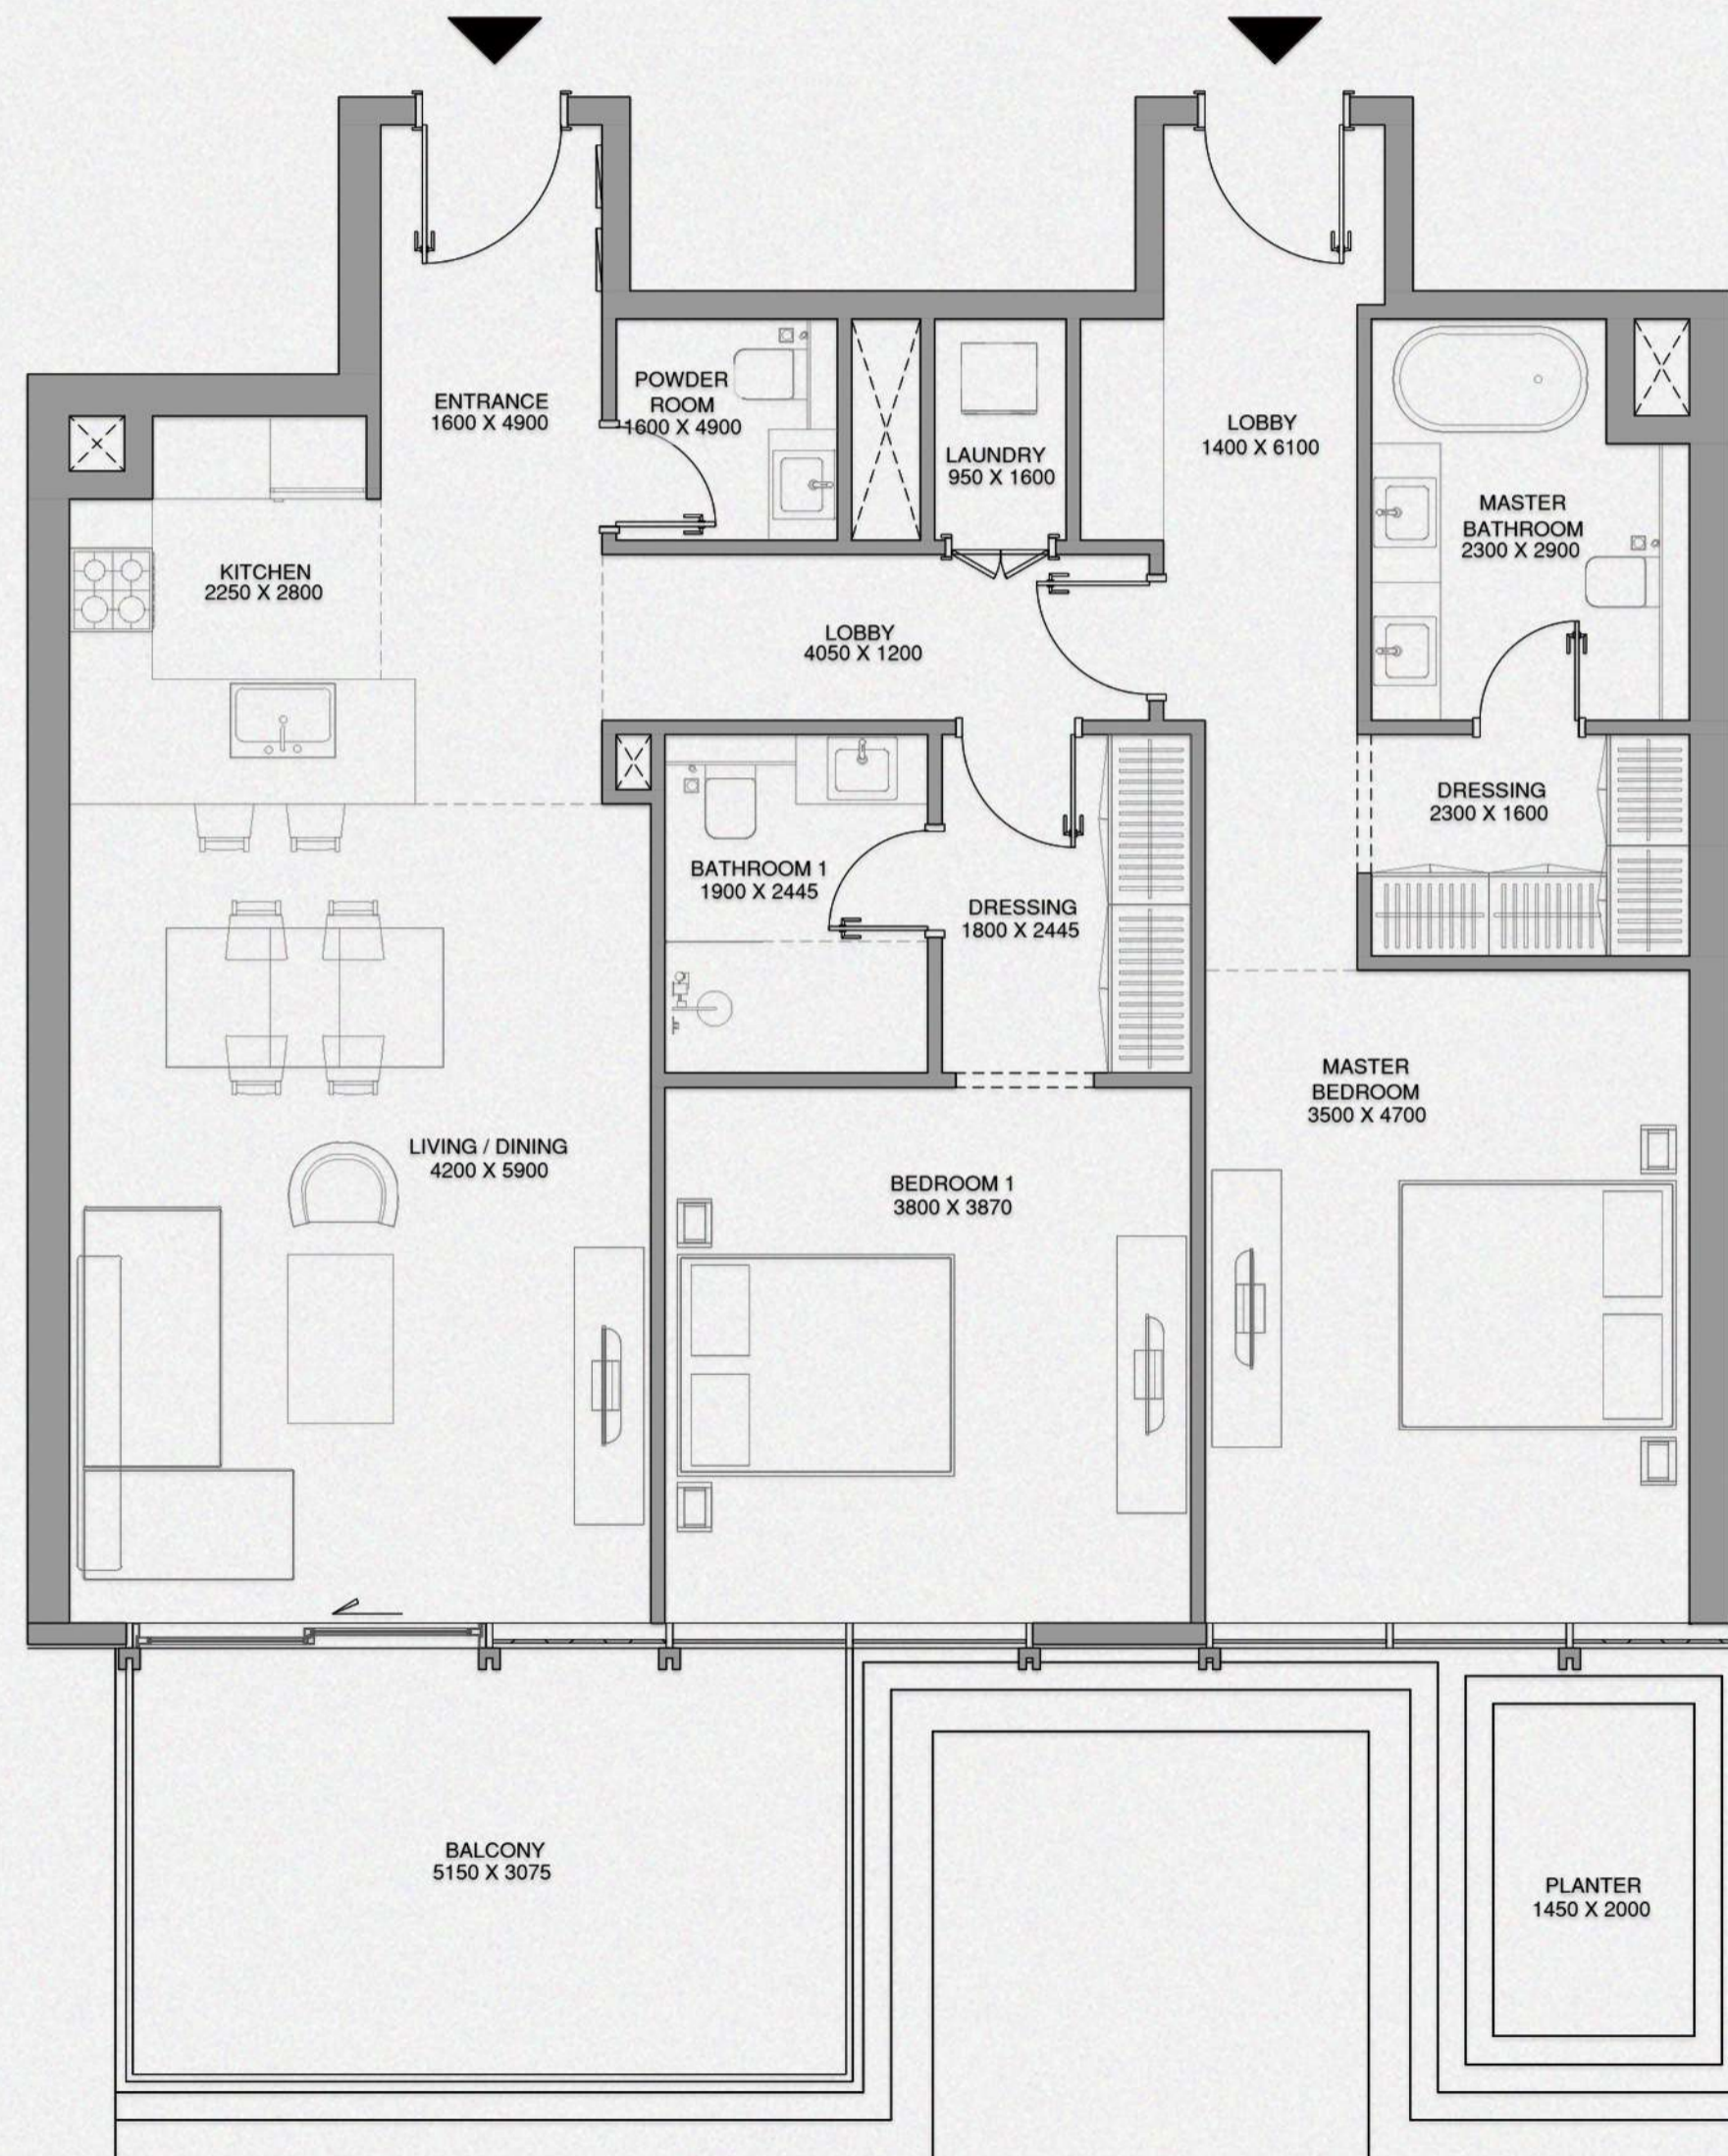 ENTRANCE
1600 X 4900
POWDER
ROOM
1600 X 4900
LAUNDRY
950 X 1600
LOBBY
1400 X 6100
MASTER
BATHROOM
2300 X 2900
KITCHEN
2250 X 2800
LOBBY
4050 X 1200
DRESSING
2300 X 1600
BATHROOM 1
1900 X 2445
DRESSING
1800 X 2445
MASTER
BEDROOM
3500 X 4700
LIVING / DINING
4200 X 5900
BEDROOM 1
3800 X 3870
BALCONY
5150 X 3075
PLANTER
1450 X 2000